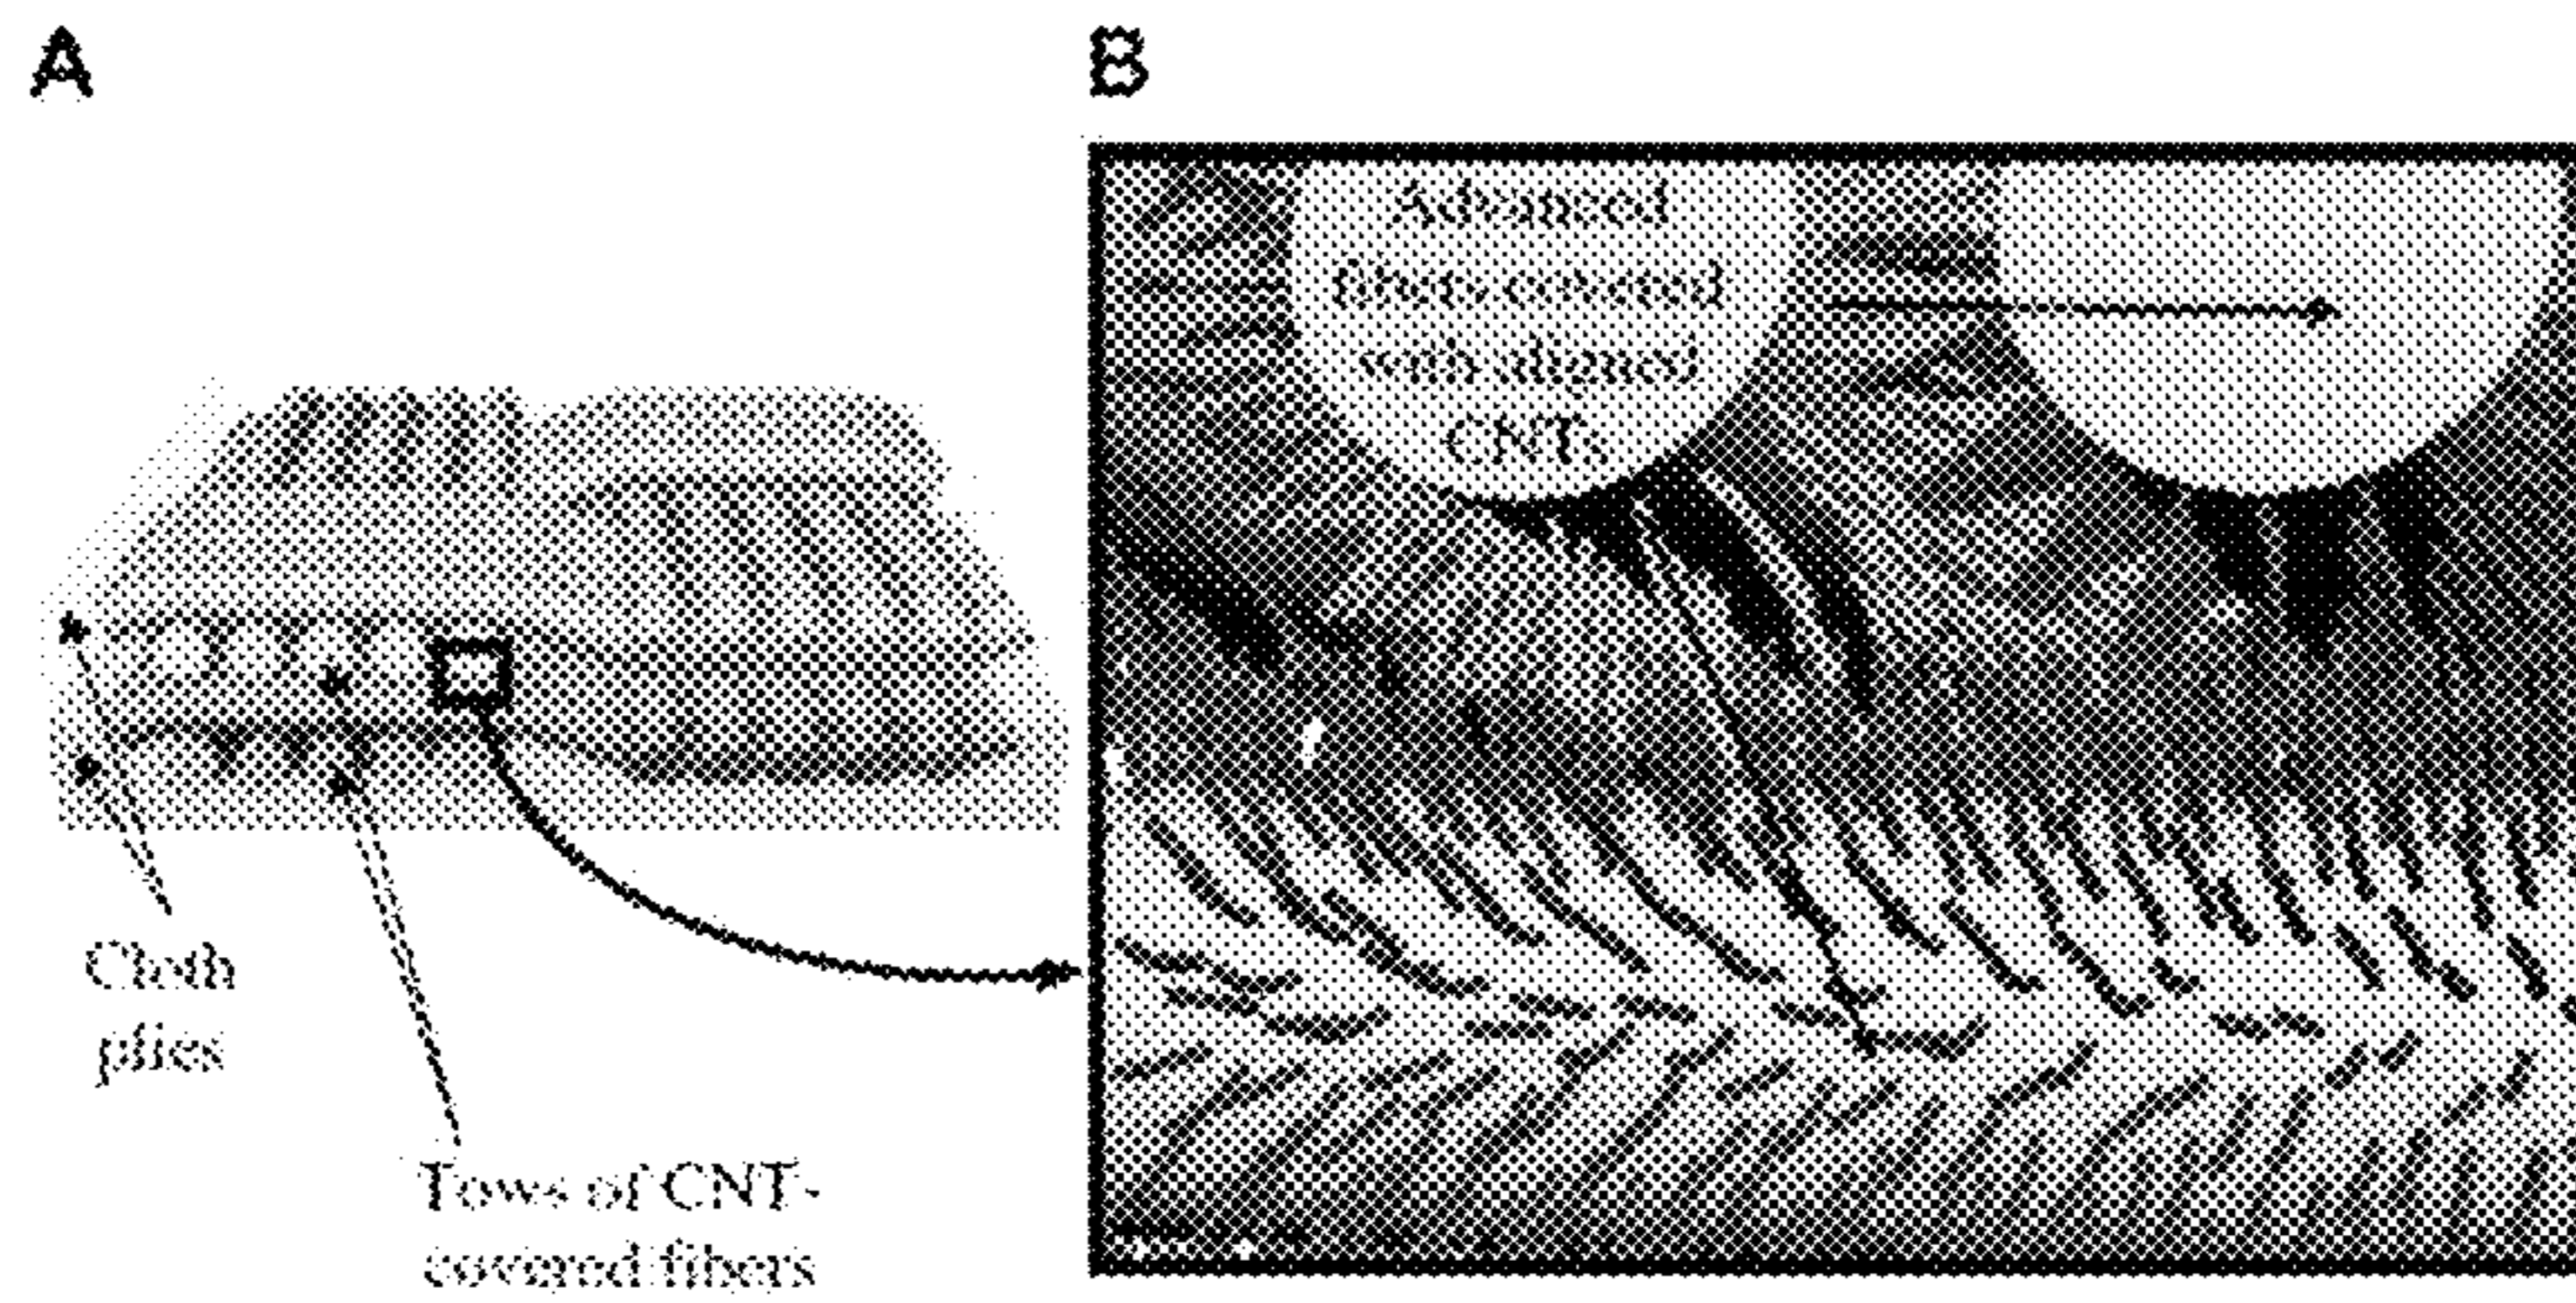 A
B
Advanced
fibers covered
with aligned
CNTs
Cloth
plies
Tows of CNT-
covered fibers